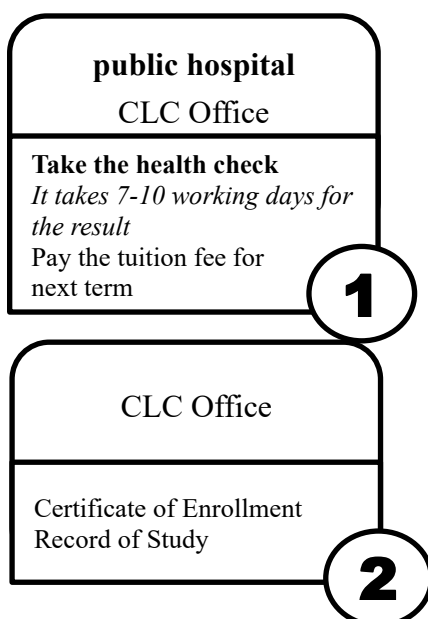 public hospital
CLC Office
Take the health check
It takes 7-10 working days for
the result
Pay the tuition fee for
next term
1
CLC Office
Certificate of Enrollment
Record of Study
2